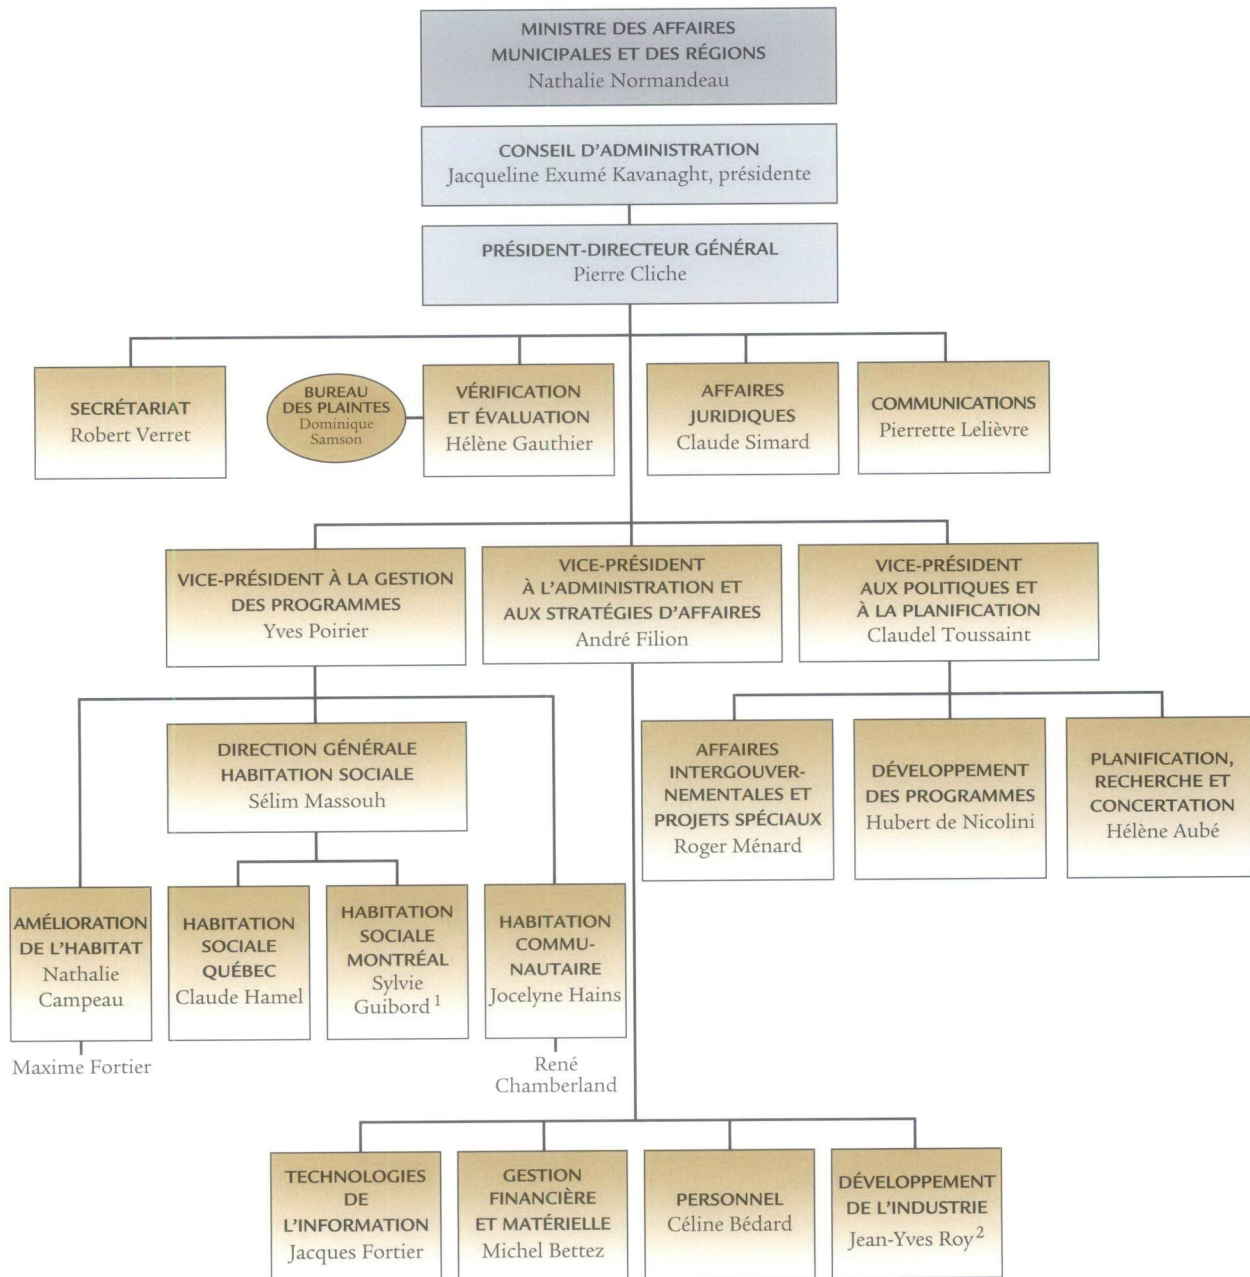 MINISTRE DES AFFAIRES
MUNICIPALES ET DES RÉGIONS
Nathalie Normandeau
CONSEIL D'ADMINISTRATION
Jacqueline Exumé Kavanaght, présidente
PRÉSIDENT-DIRECTEUR GÉNÉRAL
Pierre Cliche
SECRÉTARIAT
Robert Verret
BUREAU
DES PLAINTES
Dominique
Samson
VÉRIFICATION
ET ÉVALUATION
Hélène Gauthier
AFFAIRES
JURIDIQUES
Claude Simard
COMMUNICATIONS
Pierrette Lelièvre
VICE-PRÉSIDENT À LA GESTION
DES PROGRAMMES
Yves Poirier
VICE-PRÉSIDENT
À L'ADMINISTRATION ET
AUX STRATÉGIES D'AFFAIRES
André Filion
VICE-PRÉSIDENT
AUX POLITIQUES ET
À LA PLANIFICATION
Claudel Toussaint
DIRECTION GÉNÉRALE
HABITATION SOCIALE
Sélim Massouh
AFFAIRES
INTERGOUVER-
NEMENTALES ET
PROJETS SPÉCIAUX
Roger Ménard
DÉVELOPPEMENT
DES PROGRAMMES
Hubert de Nicolini
PLANIFICATION,
RECHERCHE ET
CONCERTATION
Hélène Aubé
AMÉLIORATION
DE L'HABITAT
Nathalie
Campeau
Maxime Fortier
HABITATION
SOCIALE
QUÉBEC
Claude Hamel
HABITATION
SOCIALE
MONTRÉAL
Sylvie
Guibord 1
HABITATION
COMMU-
NAUTAIRE
Jocelyne Hains
René
Chamberland
TECHNOLOGIES
DE
L'INFORMATION
Jacques Fortier
GESTION
FINANCIÈRE
ET MATÉRIELLE
Michel Bettez
PERSONNEL
Céline Bédard
DÉVELOPPEMENT
DE L'INDUSTRIE
Jean-Yves Roy 2